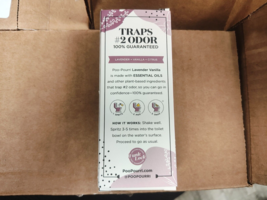 TRAPS
#2 ODOR
100% GUARANTEED
LAVENDER • VANILLA • CITRUS
Poo~Pourri Lavender Vanilla
is made with ESSENTIAL OILS
and other plant-based ingredients
that trap #2 odor so you can go in
confidence—100% guaranteed!
HOW IT WORKS: Shake well.
Spritz 3-5 times into the toilet bowl
on the water's surface.
Proceed to go as usual!
PooPourri.com